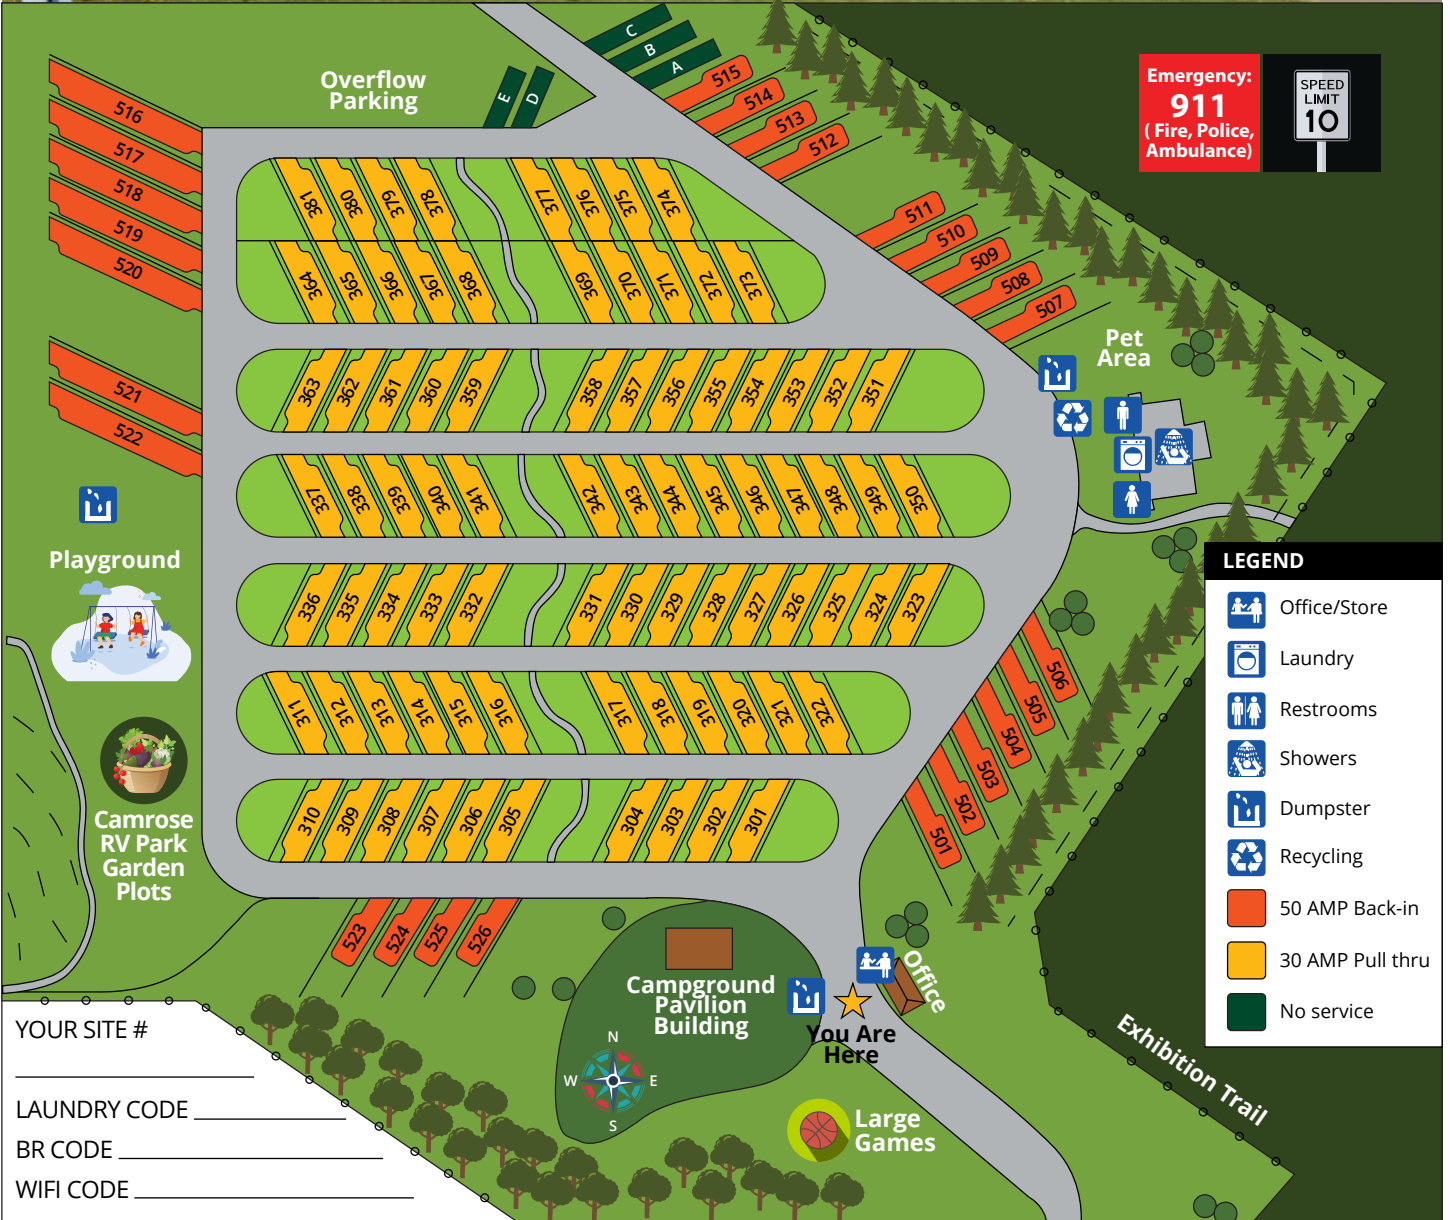 C
B
A
E
D
Overflow
Parking
515
514
513
512
511
510
509
508
507
Emergency:
911
( Fire, Police,
Ambulance)
SPEED
LIMIT
10
516
517
518
519
520
521
522
381
380
379
378
377
376
375
374
364
365
366
367
368
369
370
371
372
373
Pet
Area
363
362
361
360
359
358
357
356
355
354
353
352
351
337
338
339
340
341
342
343
344
345
346
347
348
349
350
Playground
336
335
334
333
332
331
330
329
328
327
326
325
324
323
311
312
313
314
315
316
317
318
319
320
321
322
506
505
504
503
502
501
310
309
308
307
306
305
304
303
302
301
Camrose
RV Park
Garden
Plots
523
524
525
526
LEGEND
Office/Store
Laundry
Restrooms
Showers
Dumpster
Recycling
50 AMP Back-in
30 AMP Pull thru
No service
Campground
Pavilion
Building
Office
You Are
Here
N
W
E
S
Large
Games
Exhibition Trail
YOUR SITE #
LAUNDRY CODE
BR CODE
WIFI CODE